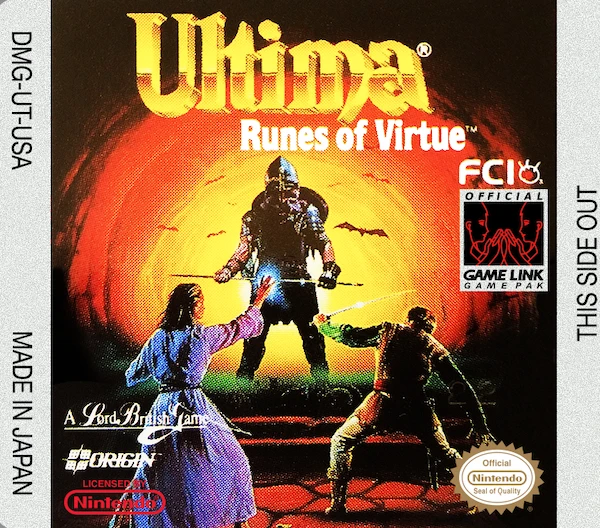 DMG-UT-USA
MADE IN JAPAN
Ultima®
Runes of Virtue™
FCI
OFFICIAL
GAME LINK
GAME PAK
A Lord British Game
ORIGIN
LICENSED BY
Nintendo
Official
Nintendo
Seal of Quality
THIS SIDE OUT